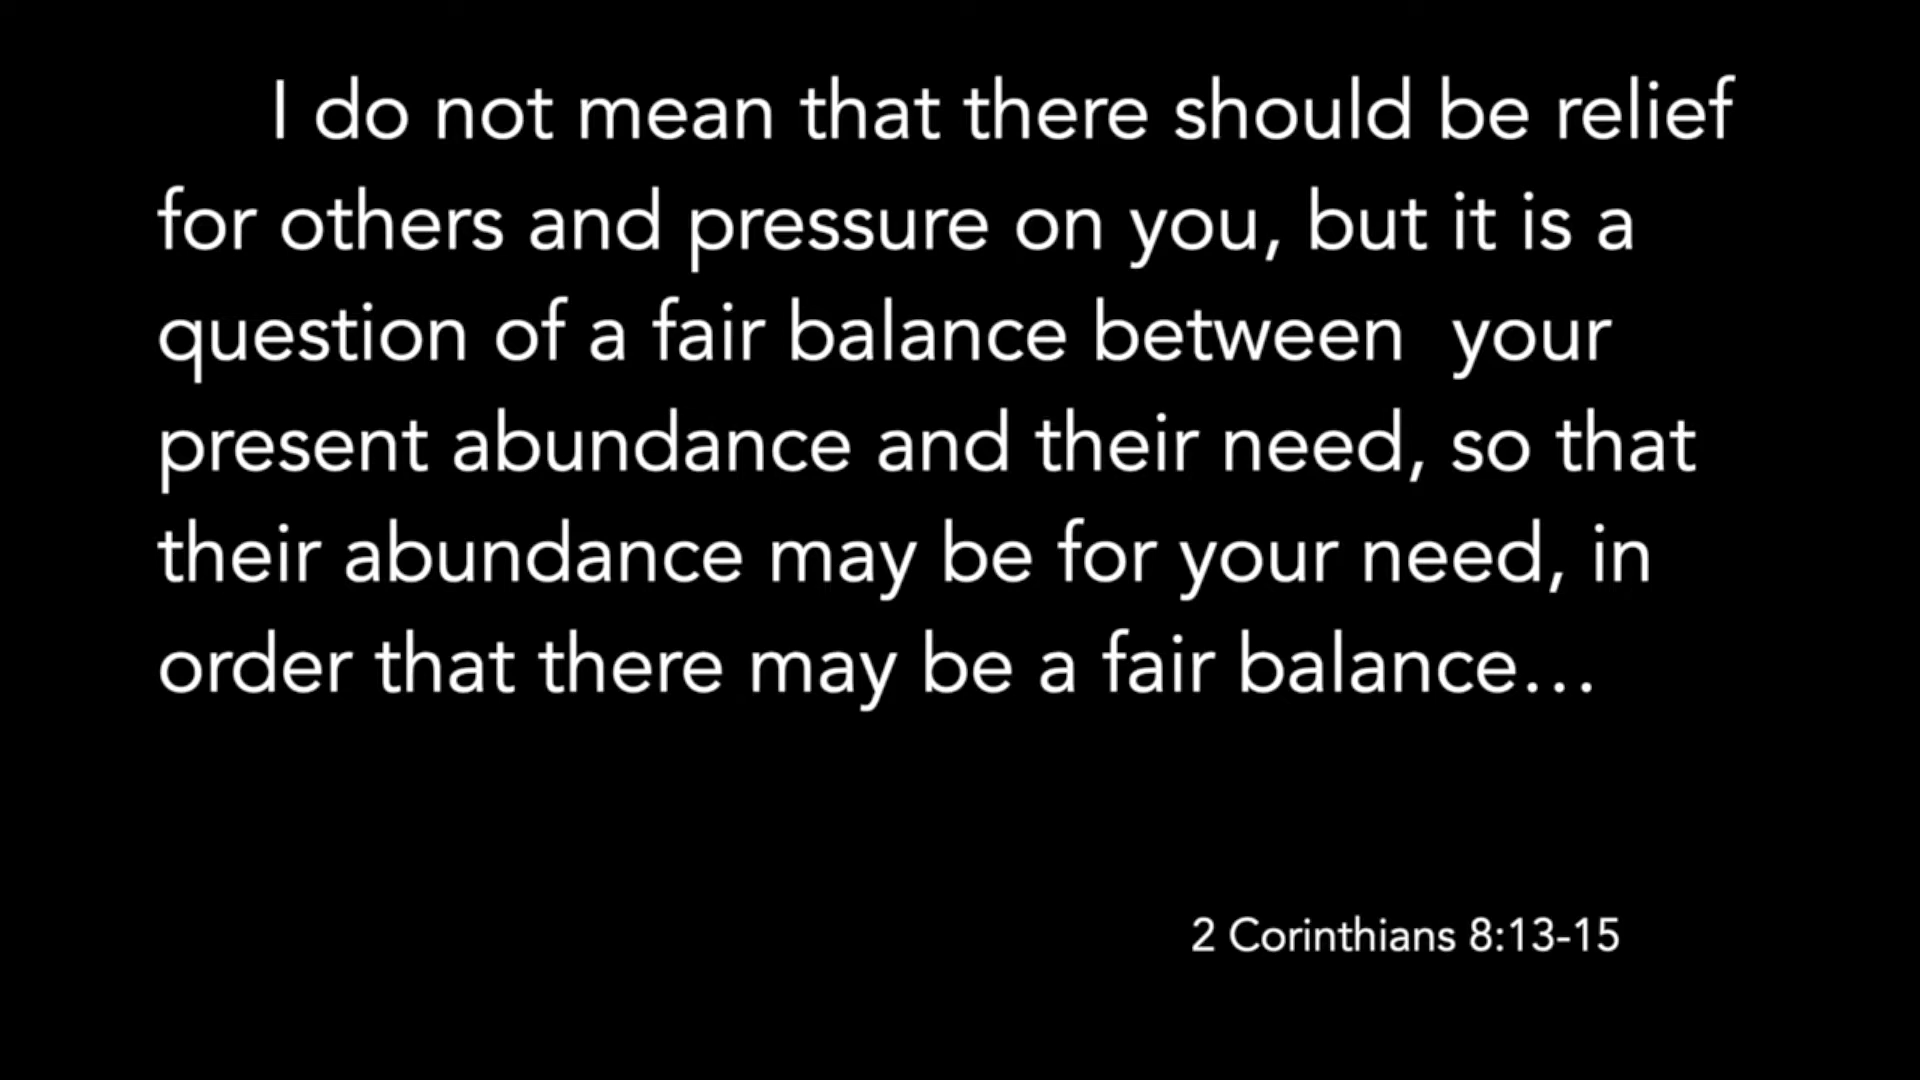 I do not mean that there should be relief
for others and pressure on you, but it is a
question of a fair balance between  your
present abundance and their need, so that
their abundance may be for your need, in
order that there may be a fair balance…
2 Corinthians 8:13-15